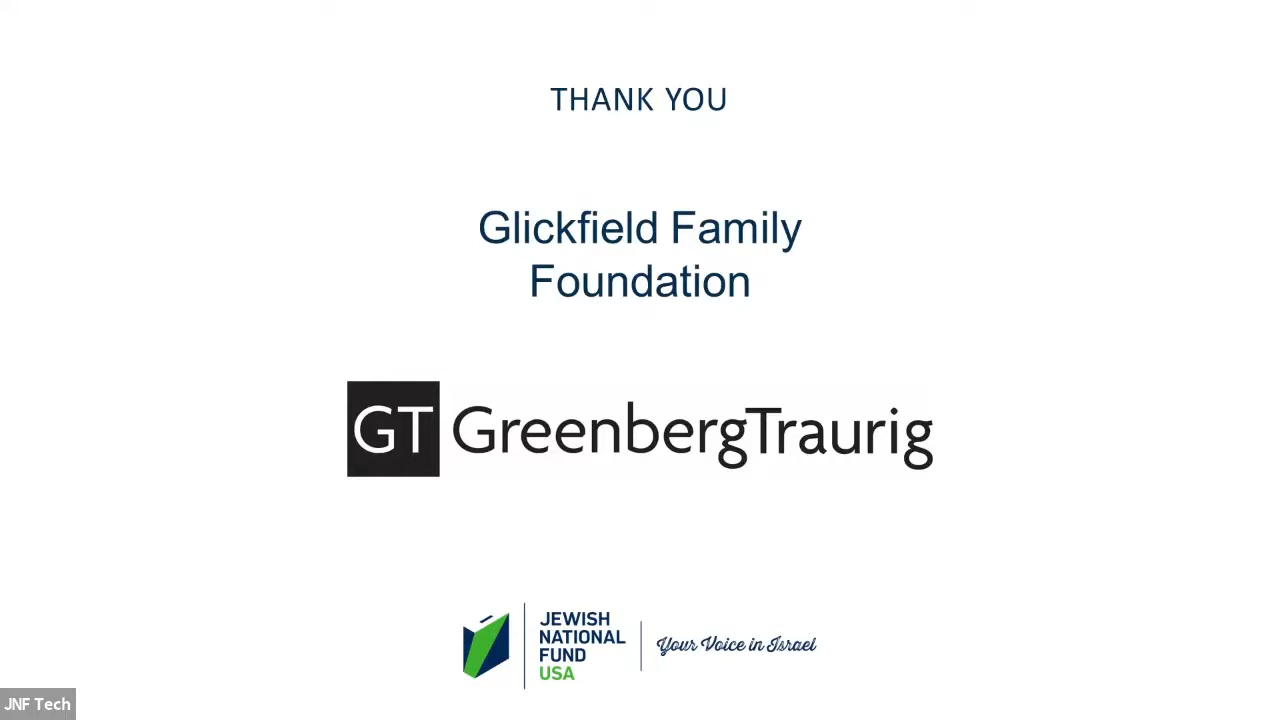 THANK YOU
Glickfield Family
Foundation
GT GreenbergTraurig
JEWISH
NATIONAL
FUND
USA
Your Voice in Israel
JNF Tech